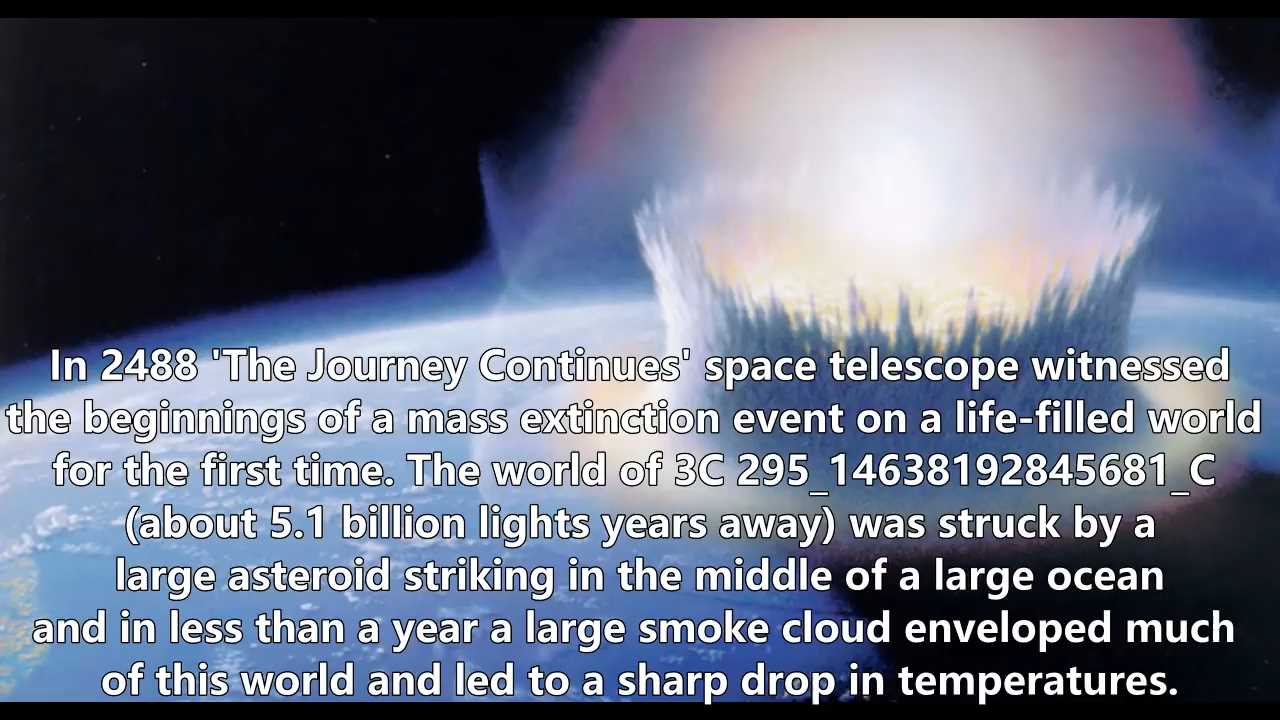 In 2488 'The Journey Continues' space telescope witnessed
the beginnings of a mass extinction event on a life-filled world
for the first time. The world of 3C 295_14638192845681_C
(about 5.1 billion lights years away) was struck by a
large asteroid striking in the middle of a large ocean
and in less than a year a large smoke cloud enveloped much
of this world and led to a sharp drop in temperatures.